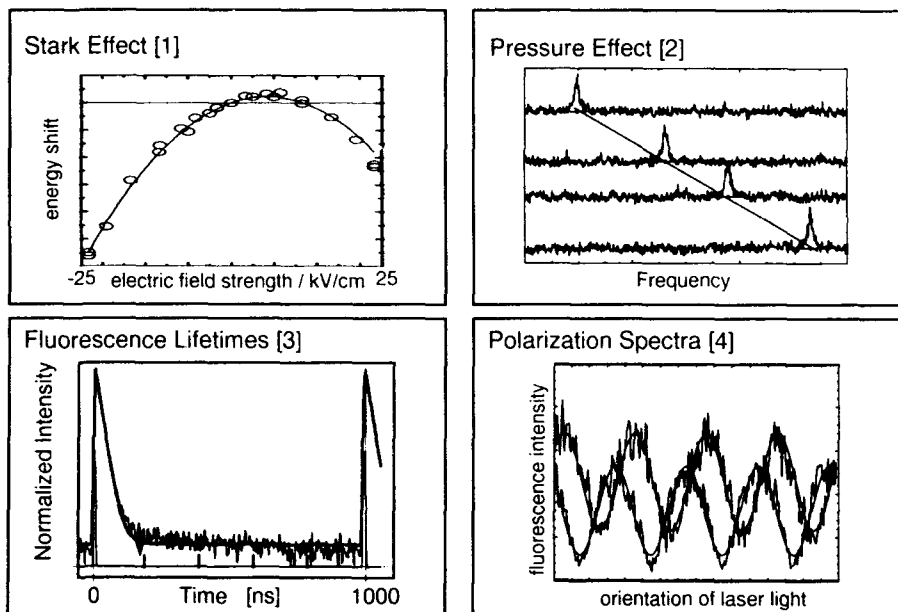 Stark Effect [1]
energy shift
-25
electric field strength / kV/cm
25
Pressure Effect [2]
Frequency
Fluorescence Lifetimes [3]
Normalized Intensity
0
Time [ns]
1000
Polarization Spectra [4]
fluorescence intensity
orientation of laser light